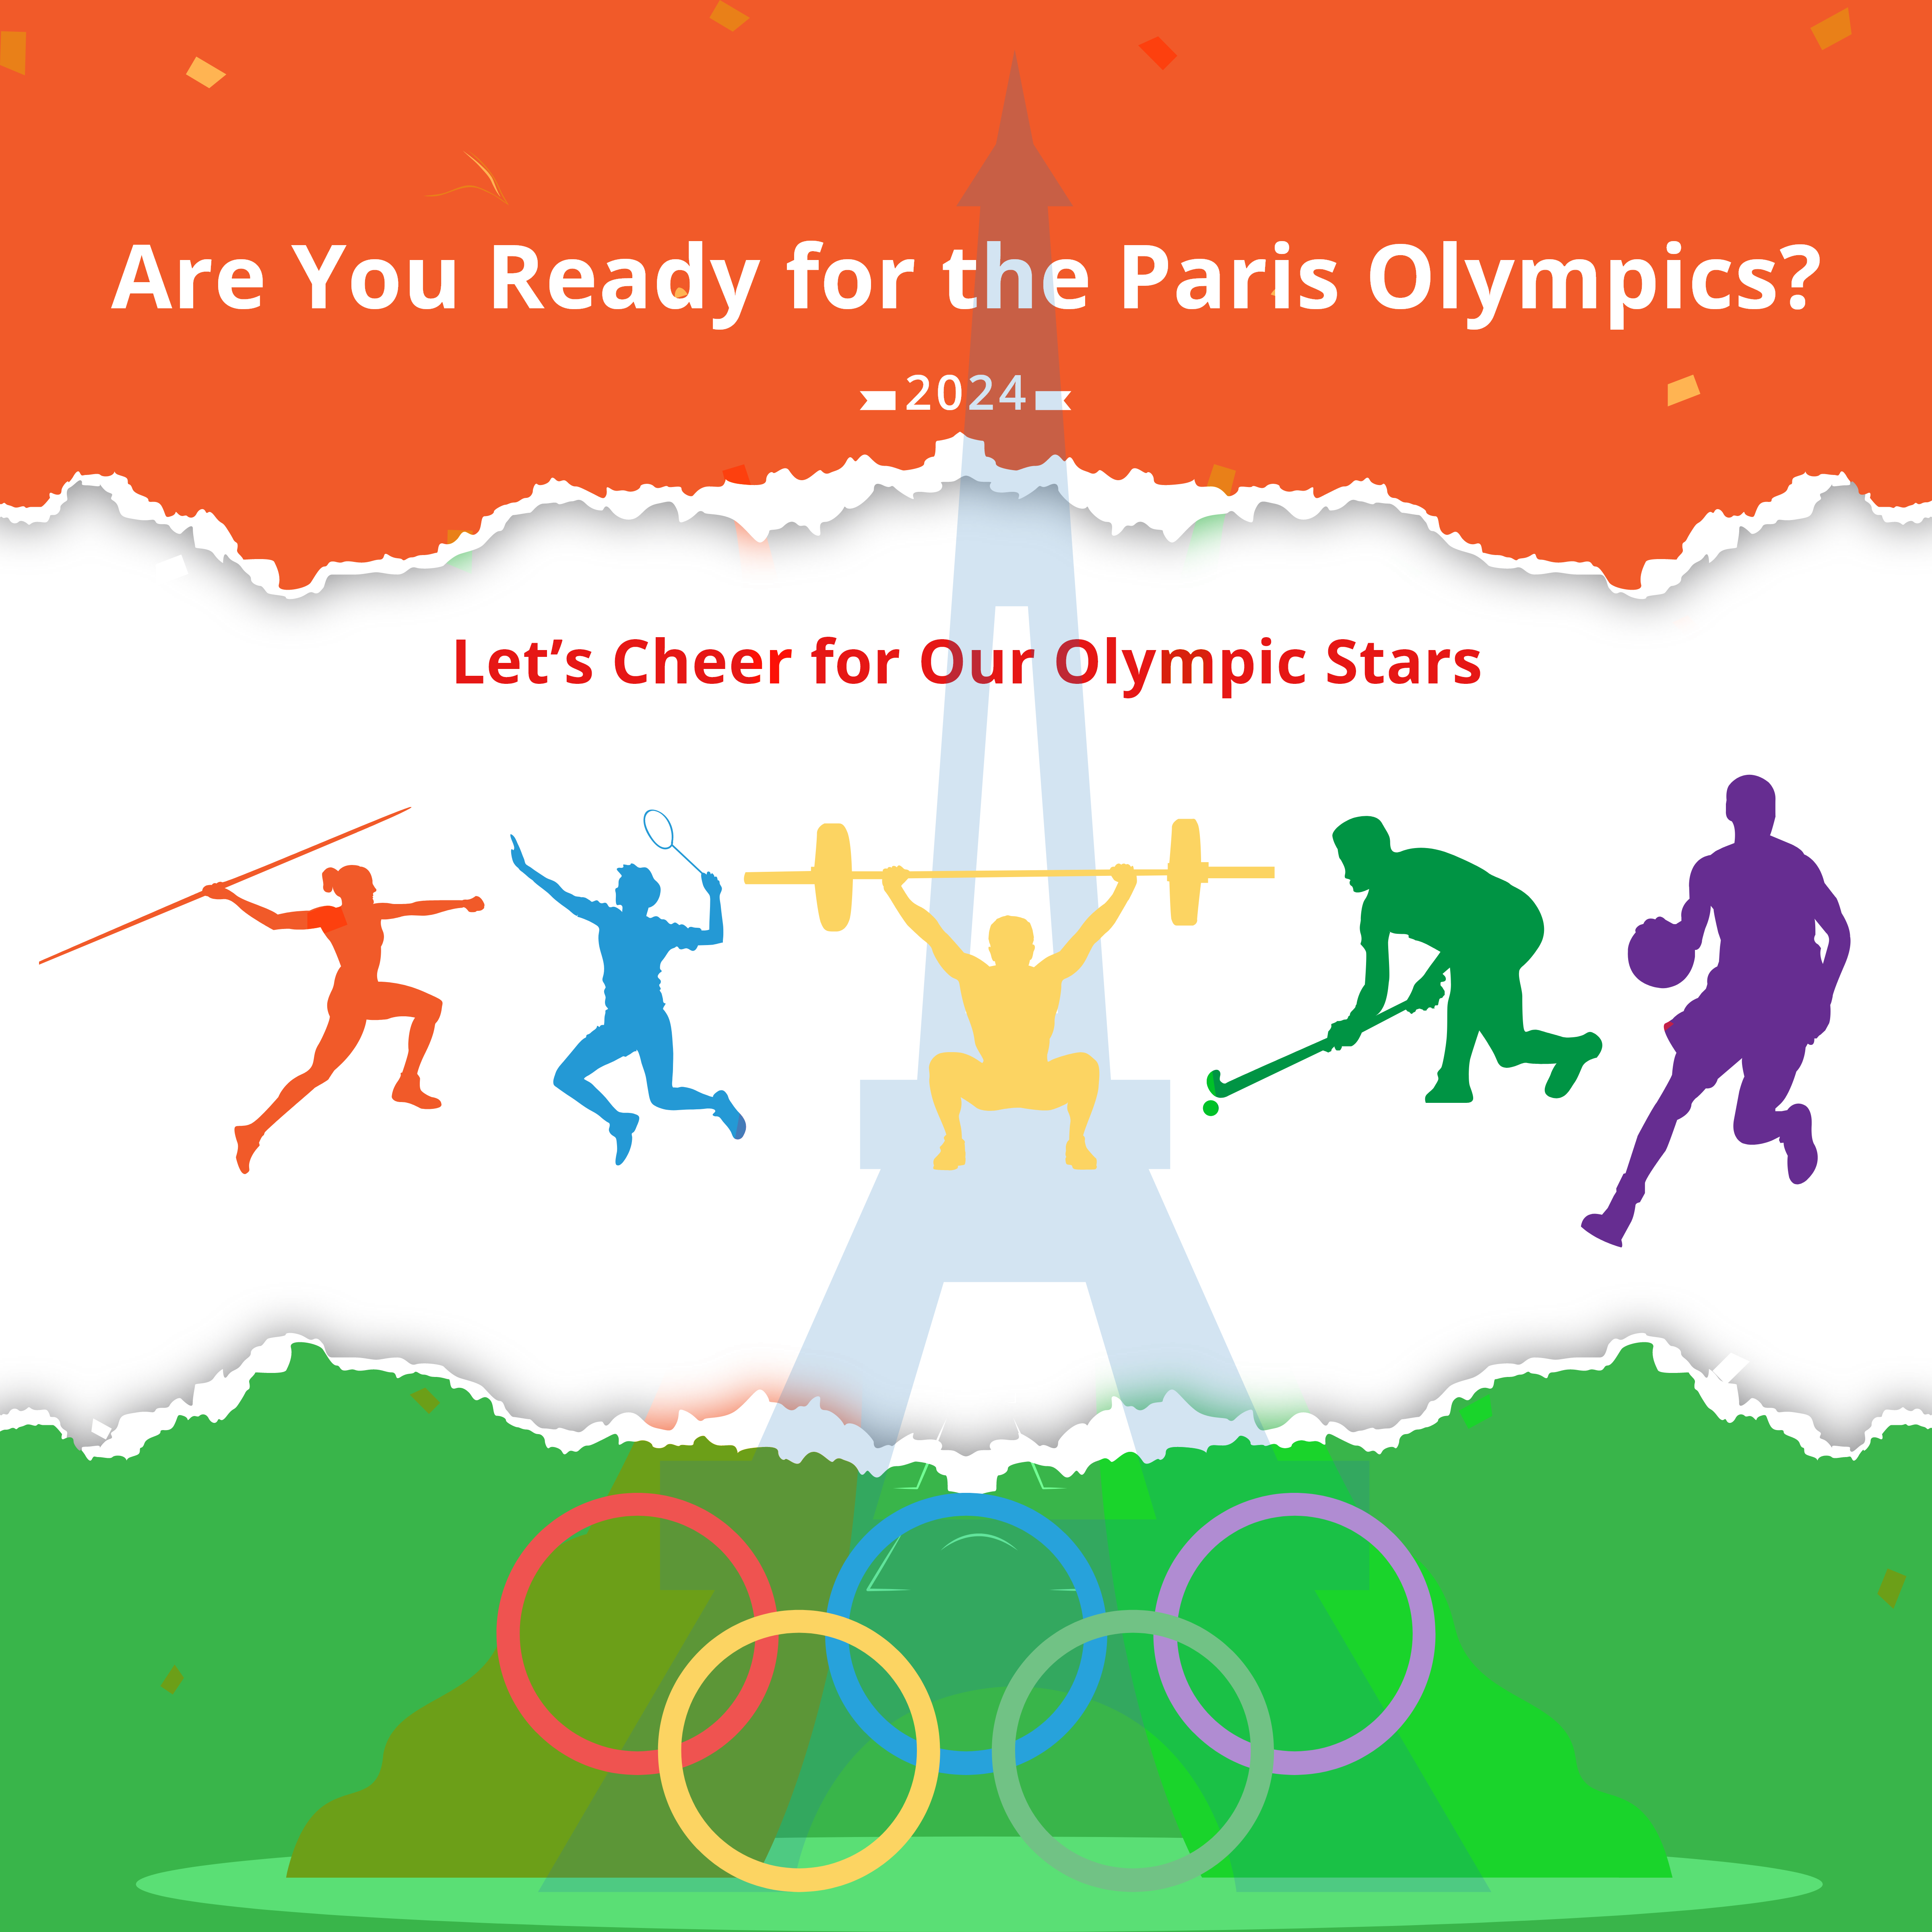 Are You Ready for the Paris Olympics?
2024
Let’s Cheer for Our Olympic Stars